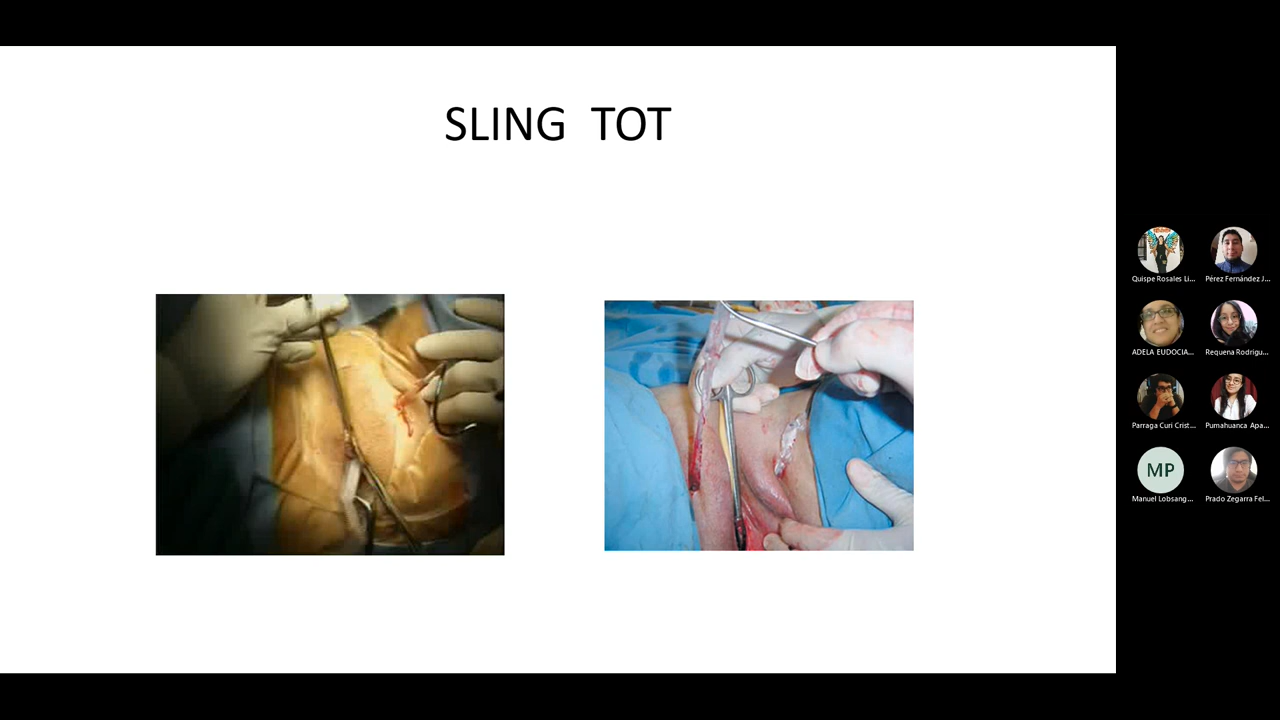 SLING TOT
Quispe Rosales Li...
Pérez Fernández J...
ADELA EUDOCIA...
Requena Rodrigu...
Parraga Curi Crist...
Pumahuanca Apa...
MP
Manuel Lobsang...
Prado Zegarra Fel...